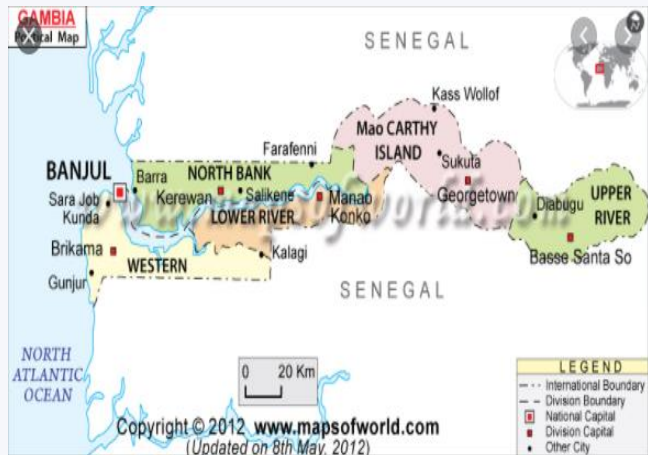 GAMBIA
Political Map
SENEGAL
Kass Wollof
Mao CARTHY
ISLAND
Farafenni
Sukuta
BANJUL
Barra
NORTH BANK
Georgetown
UPPER
RIVER
Diabugu
Sara Job
Kunda
Kerewan
Salikene
Manab
Konko
LOWER RIVER
www.mapsofworld.com
Basse Santa So
Brikama
WESTERN
Kalagi
Gunjur
SENEGAL
NORTH
ATLANTIC
OCEAN
0 20 Km
LEGEND
International Boundary
Division Boundary
National Capital
Division Capital
Other City
Copyright © 2012 www.mapsofworld.com
(Updated on 8th May, 2012)